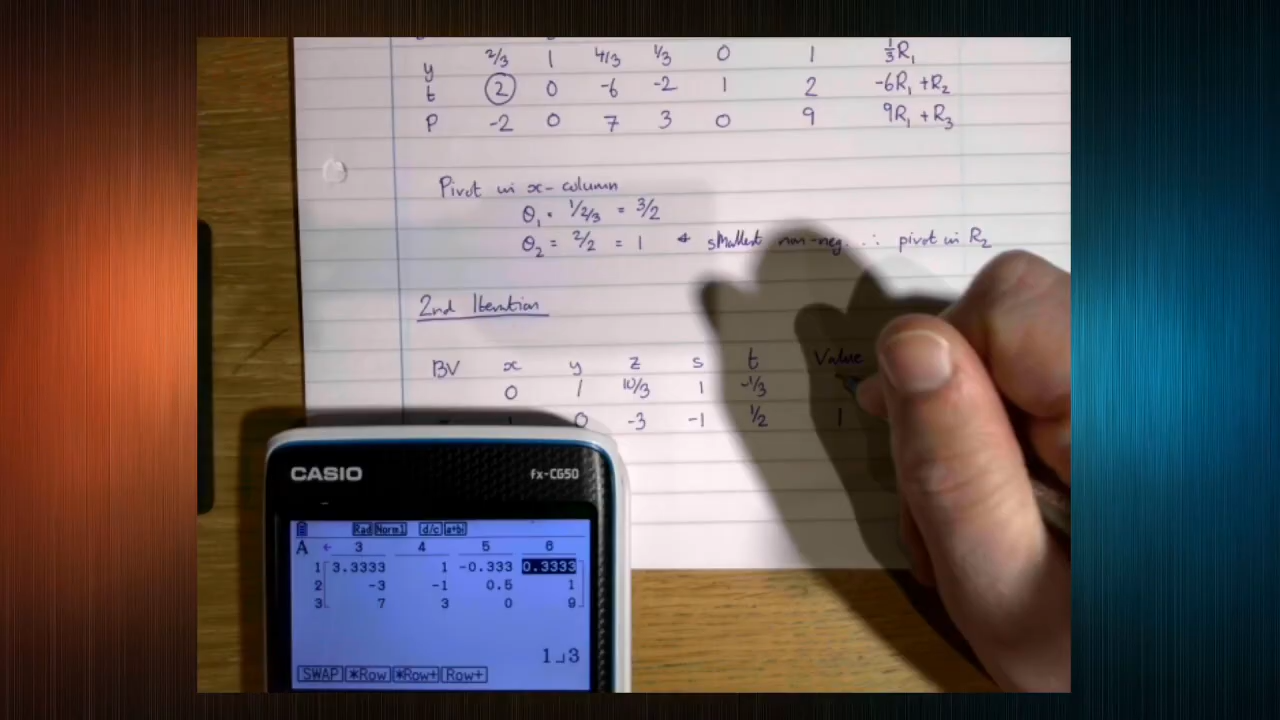 y 2/3 1 4/3 1/3 0 1 1/3R₁
t 2 0 -6 -2 1 2 -6R₁ + R₂
P -2 0 7 3 0 9 9R₁ + R₃
Pivot in x-column
θ₁ = 1/2/3 = 3/2
θ₂ = 2/2 = 1 ← smallest non-neg. ∴ pivot in R₂
2nd Iteration
BV x y z s t Value
0 1 10/3 1 -1/3
1 0 -3 -1 1/2 1
CASIO fx-CG50
Rad Norm1 d/c a+bi
A ← 3 4 5 6
1 3.3333 1 -0.333 0.3333
2 -3 -1 0.5 1
3 7 3 0 9
1⌟3
SWAP ×Row ×Row+ Row+